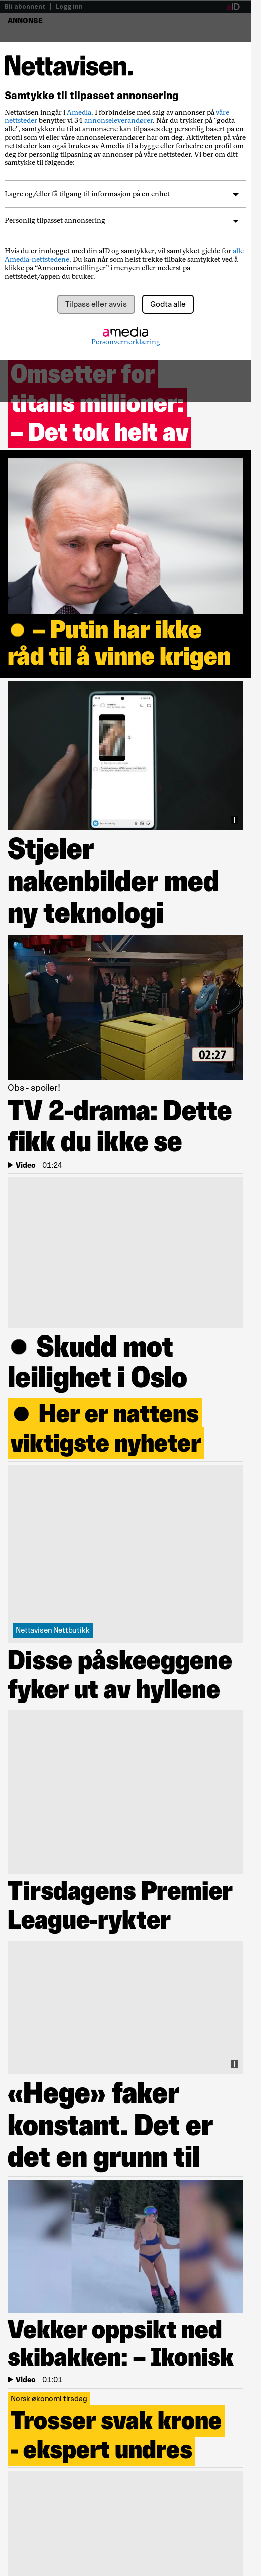 Bli abonnent | Logg inn
aID
ANNONSE
Nettavisen.
Samtykke til tilpasset annonsering
Nettavisen inngår i Amedia. I forbindelse med salg av annonser på våre
nettsteder benytter vi 34 annonseleverandører. Når du trykker på "godta
alle", samtykker du til at annonsene kan tilpasses deg personlig basert på en
profil som vi eller våre annonseleverandører har om deg. Aktiviteten på våre
nettsteder kan også brukes av Amedia til å bygge eller forbedre en profil om
deg for personlig tilpasning av annonser på våre nettsteder. Vi ber om ditt
samtykke til følgende:
Lagre og/eller få tilgang til informasjon på en enhet
Personlig tilpasset annonsering
Hvis du er innlogget med din aID og samtykker, vil samtykket gjelde for alle
Amedia-nettstedene. Du kan når som helst trekke tilbake samtykket ved å
klikke på “Annonseinnstillinger” i menyen eller nederst på
nettstedet/appen du bruker.
Tilpass eller avvis
Godta alle
amedia
Personvernerklæring
Omsetter for
titalls millioner:
– Det tok helt av
● – Putin har ikke
råd til å vinne krigen
Stjeler
nakenbilder med
ny teknologi
02:27
Obs - spoiler!
TV 2-drama: Dette
fikk du ikke se
Video | 01:24
● Skudd mot
leilighet i Oslo
● Her er nattens
viktigste nyheter
Nettavisen Nettbutikk
Disse påskeeggene
fyker ut av hyllene
Tirsdagens Premier
League-rykter
«Hege» faker
konstant. Det er
det en grunn til
Vekker oppsikt ned
skibakken: – Ikonisk
Video | 01:01
Norsk økonomi tirsdag
Trosser svak krone
- ekspert undres